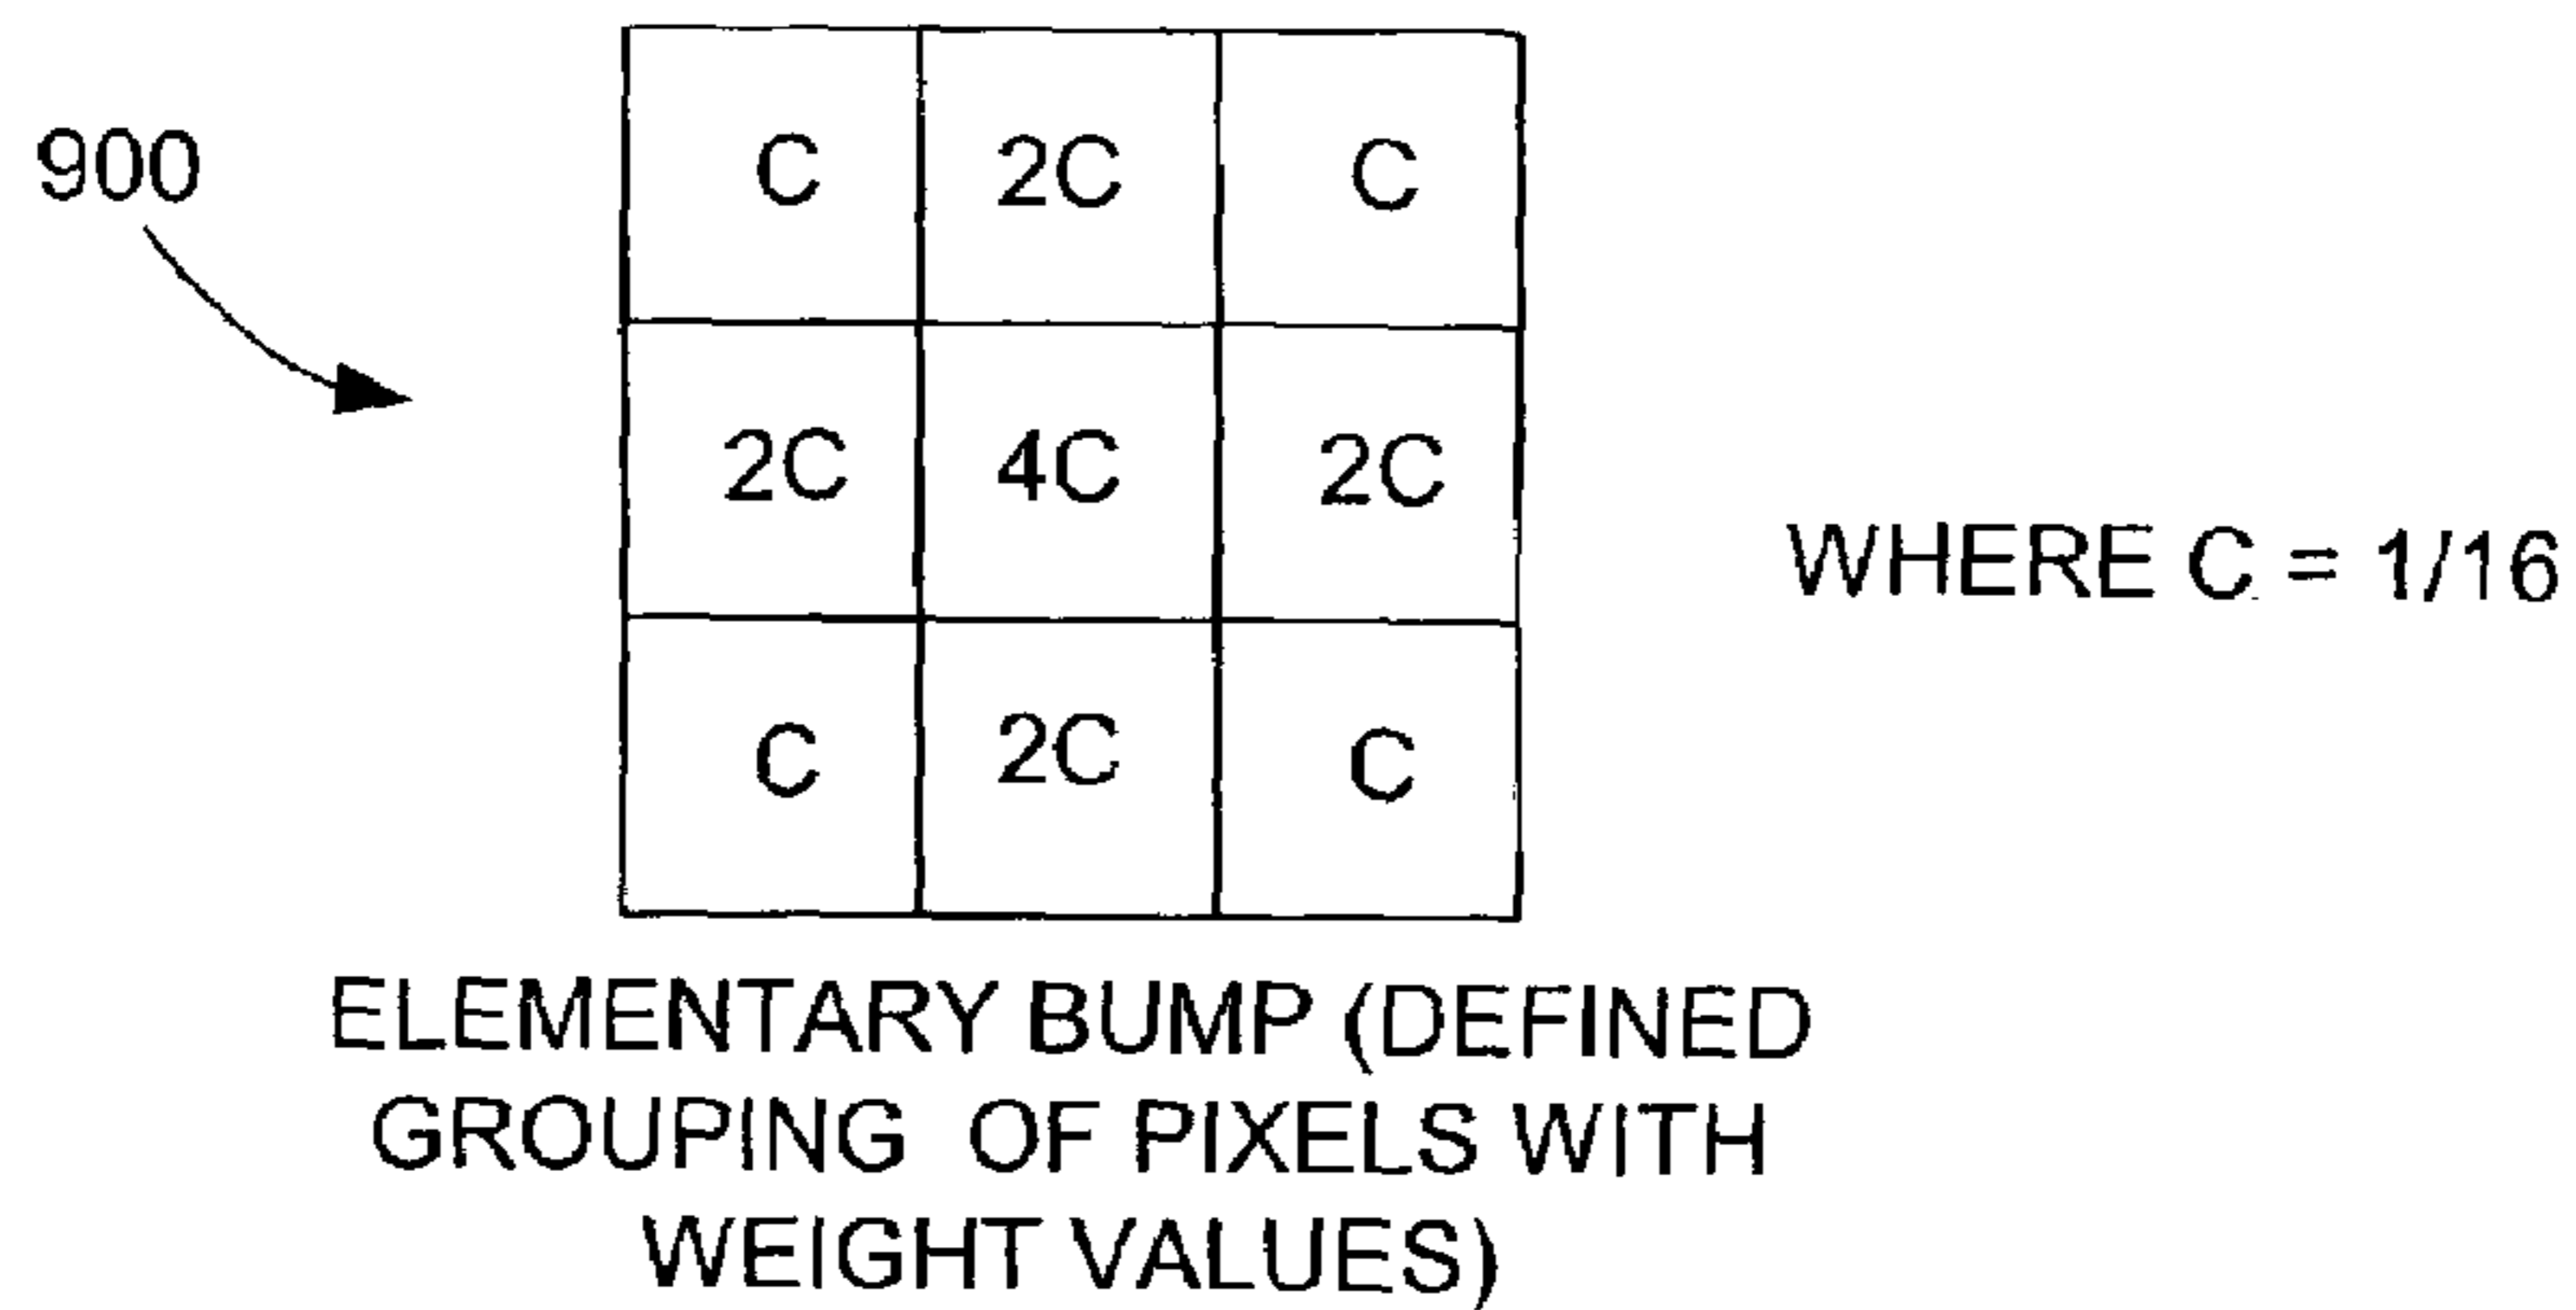 900
C 2C C
2C 4C 2C
C 2C C
WHERE C = 1/16
ELEMENTARY BUMP (DEFINED
GROUPING OF PIXELS WITH
WEIGHT VALUES)